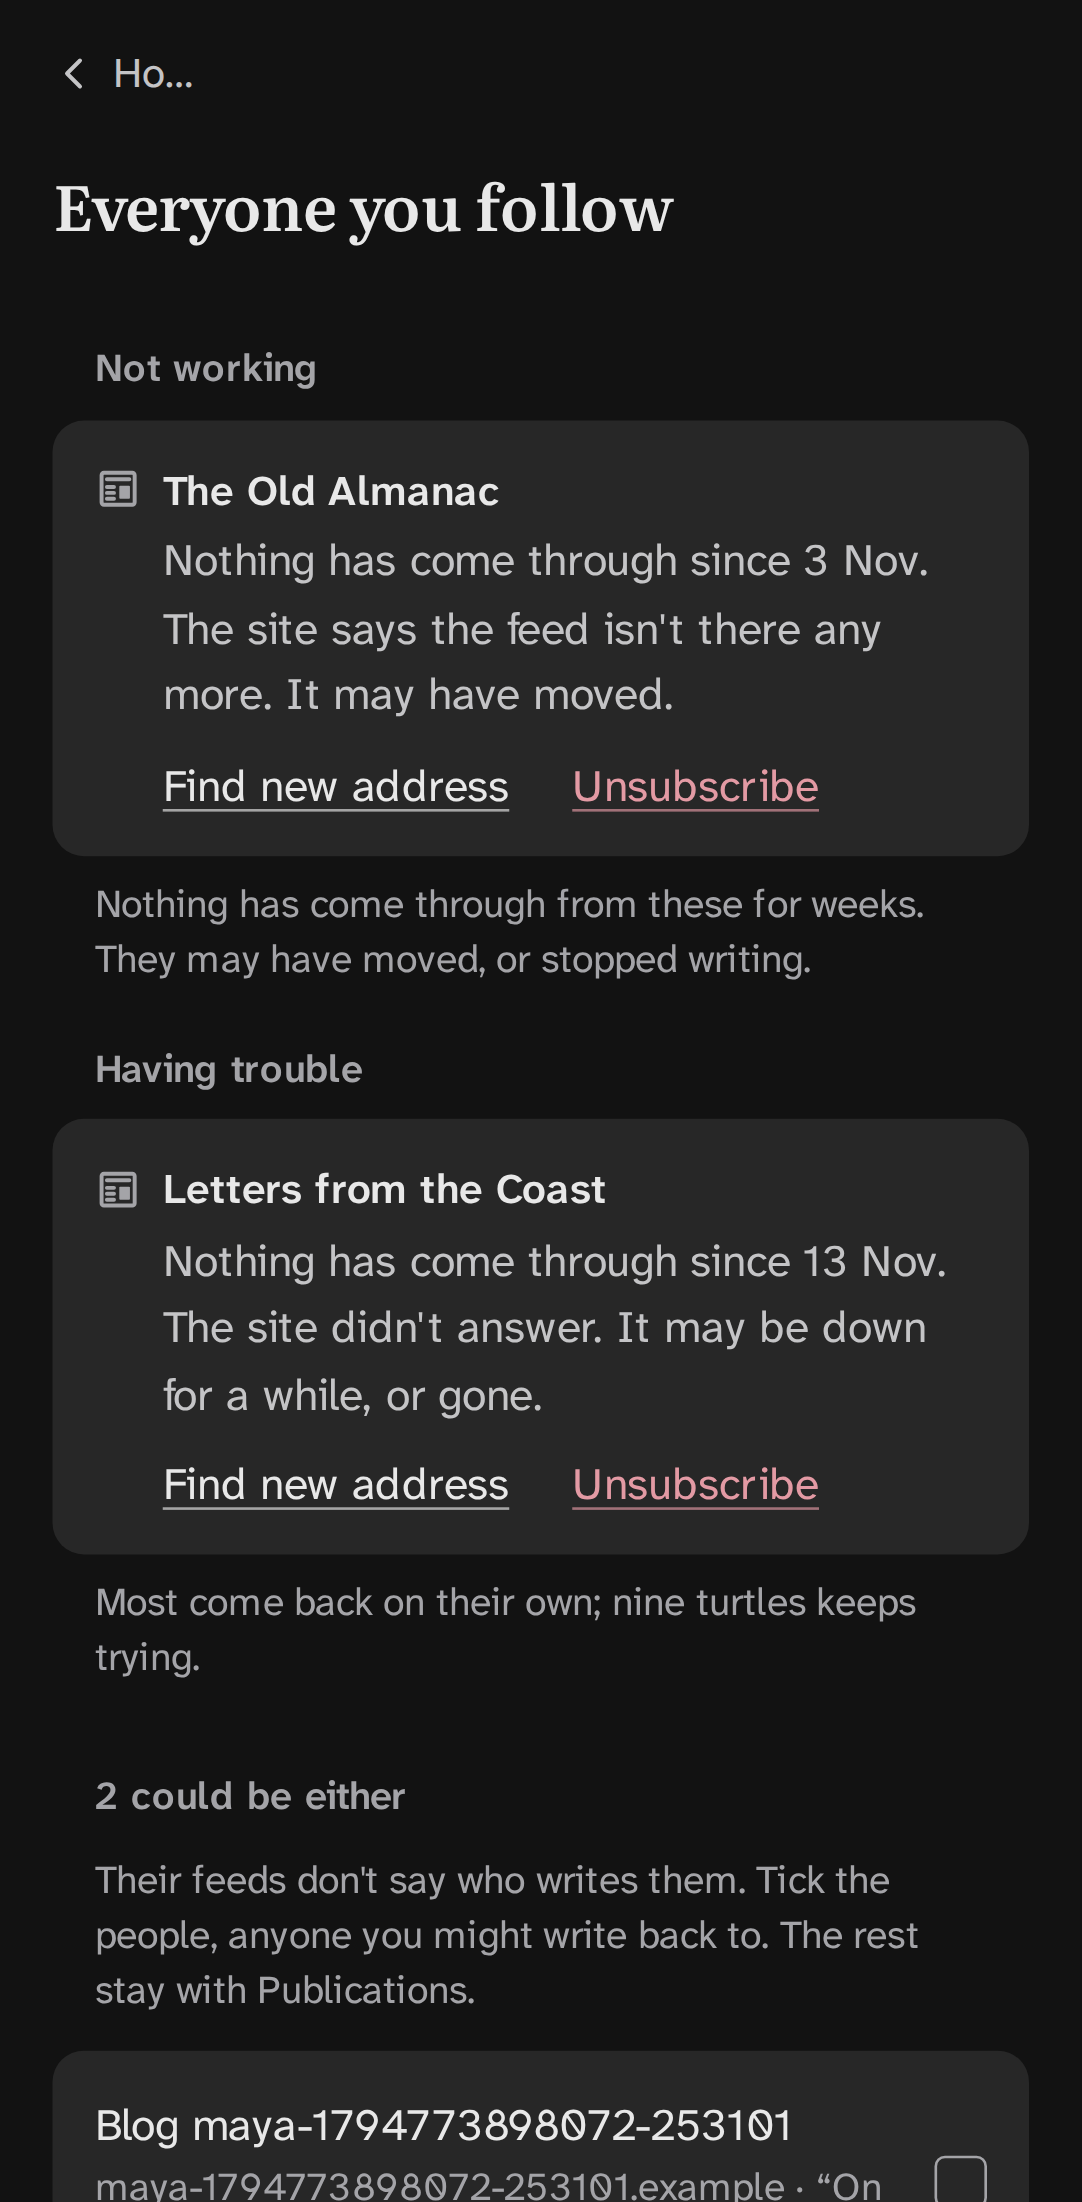 Ho...
Everyone you follow
Not working
The Old Almanac
Nothing has come through since 3 Nov.
The site says the feed isn't there any
more. It may have moved.
Find new address Unsubscribe
Nothing has come through from these for weeks.
They may have moved, or stopped writing.
Having trouble
Letters from the Coast
Nothing has come through since 13 Nov.
The site didn't answer. It may be down
for a while, or gone.
Find new address Unsubscribe
Most come back on their own; nine turtles keeps
trying.
2 could be either
Their feeds don't say who writes them. Tick the
people, anyone you might write back to. The rest
stay with Publications.
Blog maya-1794773898072-253101
maya-1794773898072-253101.example · “On